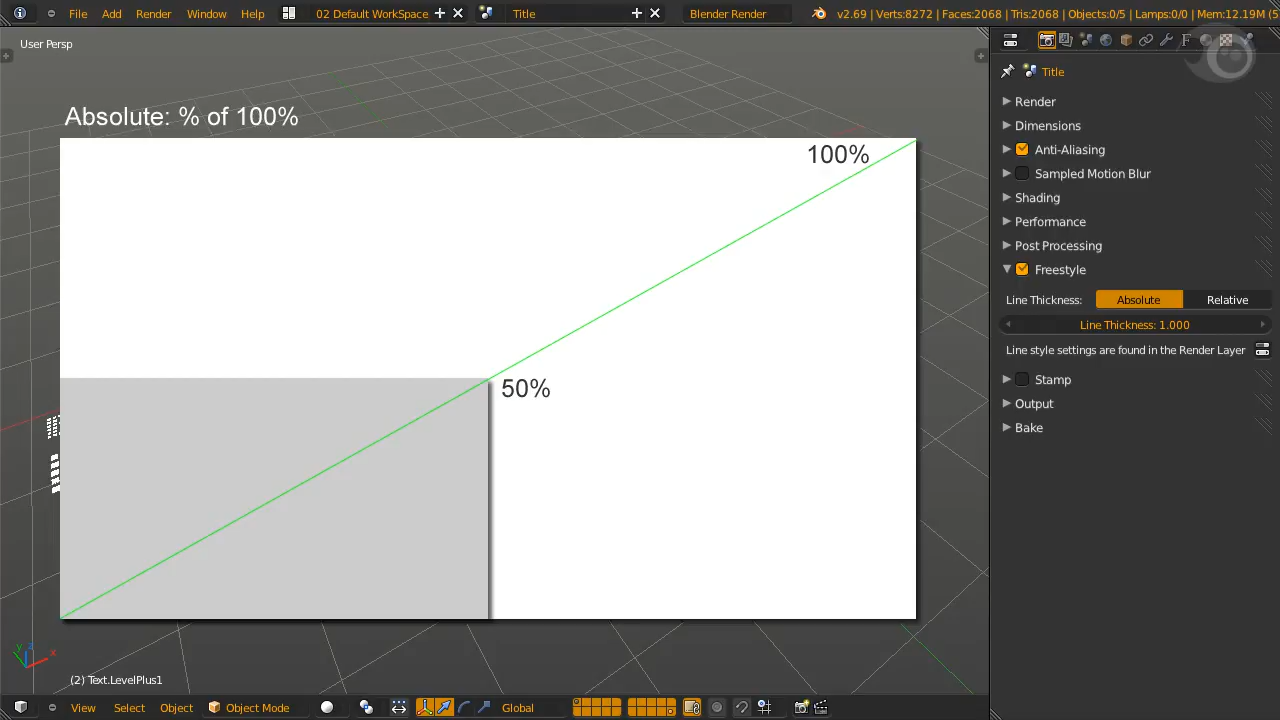 File Add Render Window Help 02 Default WorkSpace Title Blender Render v2.69 | Verts:8272 | Faces:2068 | Tris:2068 | Objects:0/5 | Lamps:0/0 | Mem:12.19M (5
User Persp
Title
Absolute: % of 100%
100%
50%
Render
Dimensions
Anti-Aliasing
Sampled Motion Blur
Shading
Performance
Post Processing
Freestyle
Line Thickness: Absolute Relative
Line Thickness: 1.000
Line style settings are found in the Render Layer
Stamp
Output
Bake
y z x
(2) Text.LevelPlus1
View Select Object Object Mode Global